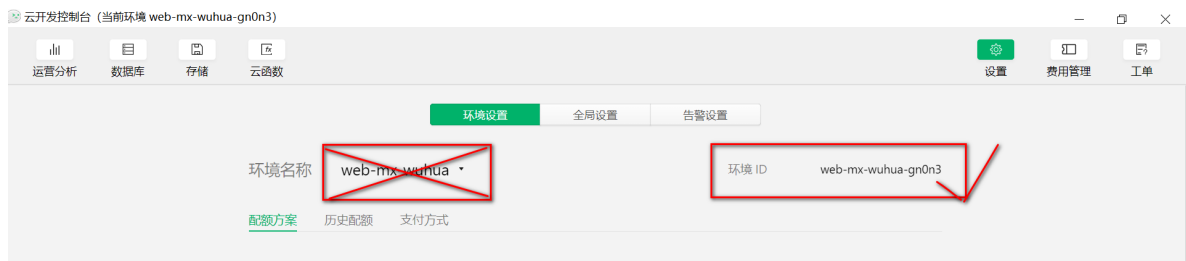 云开发控制台 (当前环境 web-mx-wuhua-gn0n3)
运营分析 数据库 存储 云函数 设置 费用管理 工单
环境设置 全局设置 告警设置
环境名称 web-mx-wuhua 环境 ID web-mx-wuhua-gn0n3
配额方案 历史配额 支付方式